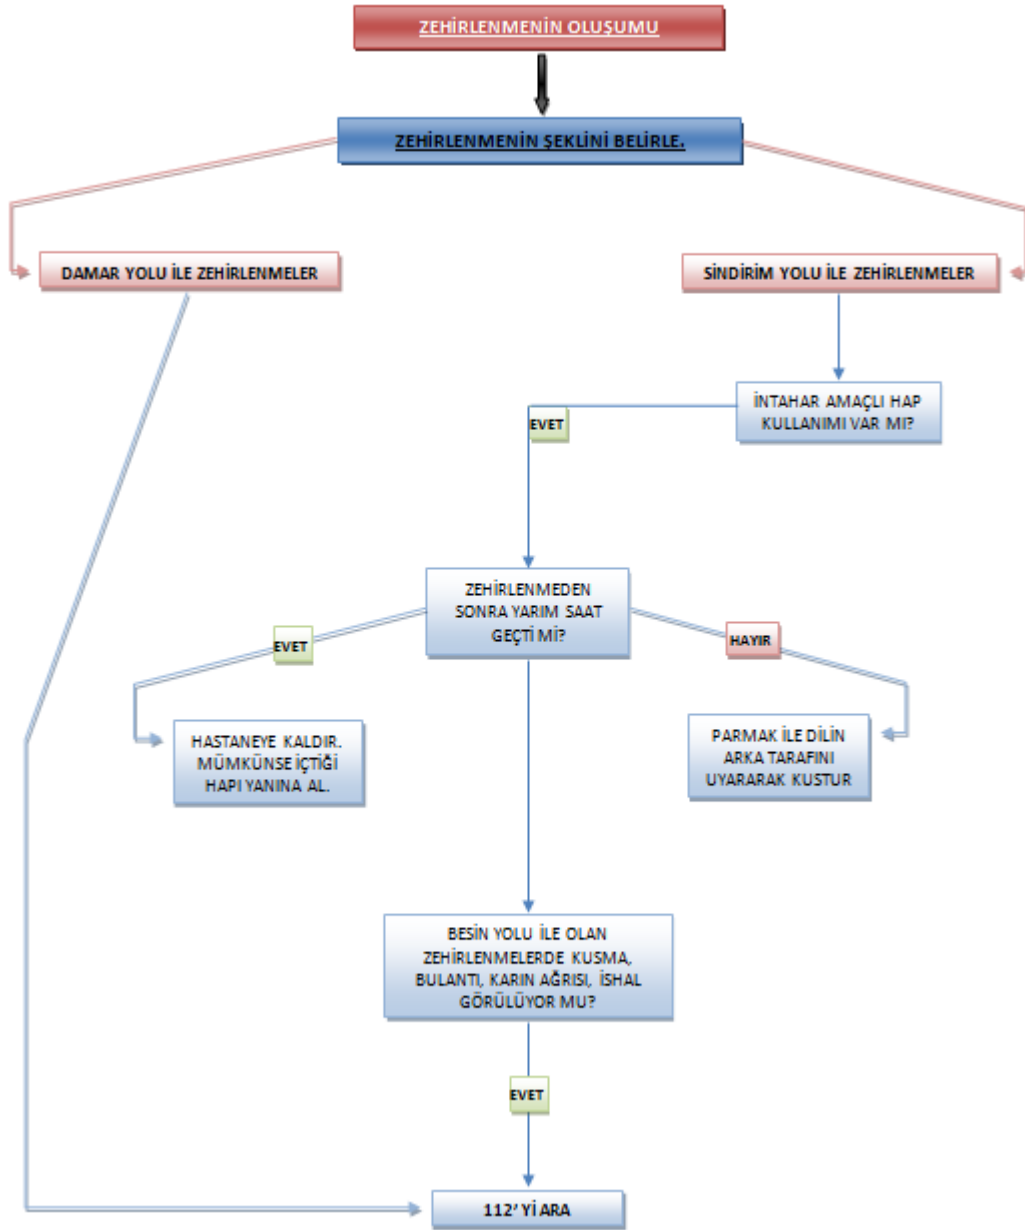 ZEHİRLENMENİN OLUŞUMU
ZEHİRLENMENİN ŞEKLİNİ BELİRLE.
DAMAR YOLU İLE ZEHİRLENMELER
SİNDİRİM YOLU İLE ZEHİRLENMELER
İNTAHAR AMAÇLI HAP
KULLANIMI VAR MI?
EVET
ZEHİRLENMEDEN
SONRA YARIM SAAT
GEÇTİ Mİ?
EVET
HAYIR
HASTANEYE KALDIR.
MÜMKÜNSE İÇTİĞİ
HAPI YANINA AL.
PARMAK İLE DİLİN
ARKA TARAFINI
UYARARAK KUSTUR
BESİN YOLU İLE OLAN
ZEHİRLENMELERDE KUSMA,
BULANTI, KARIN AĞRISI, İSHAL
GÖRÜLÜYOR MU?
EVET
112' Yİ ARA